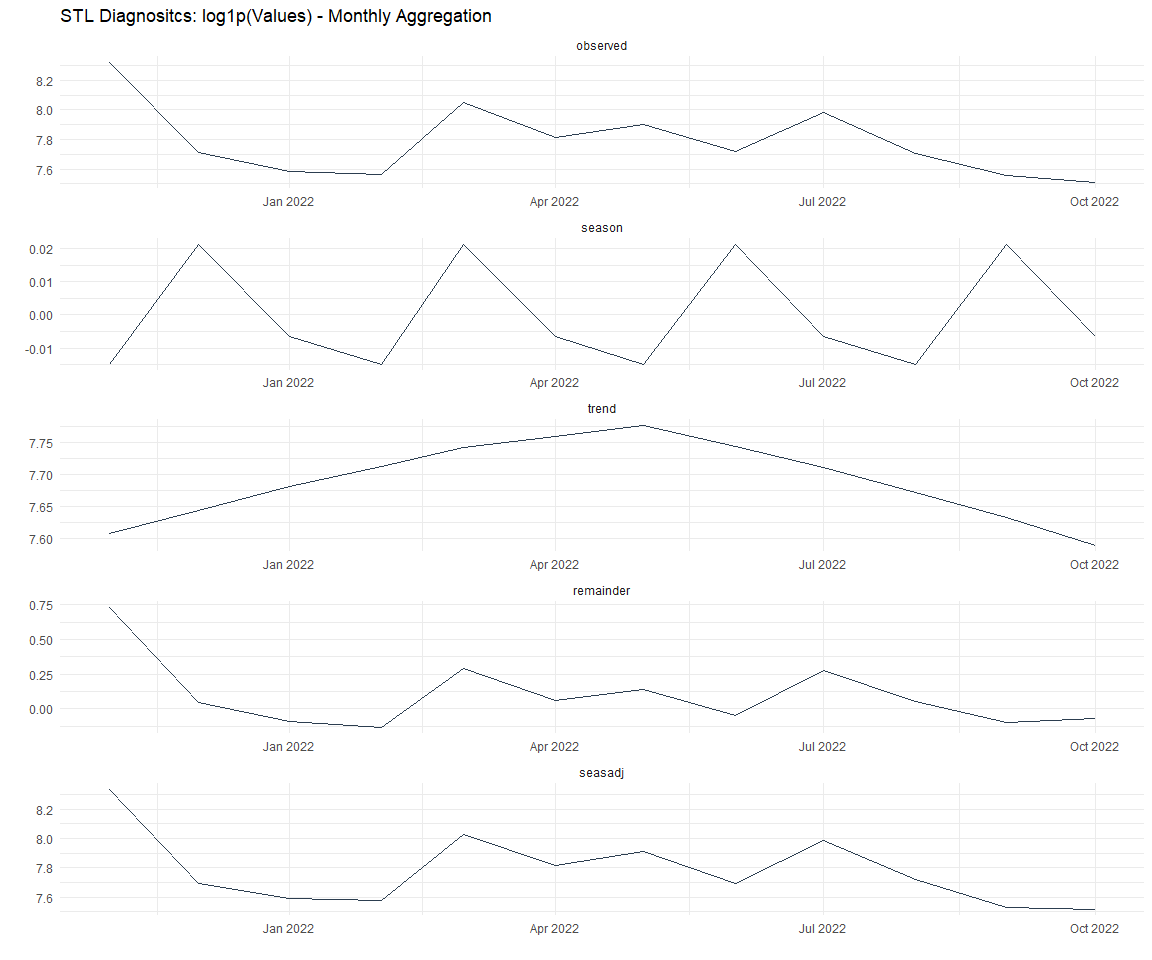 STL Diagnositcs: log1p(Values) - Monthly Aggregation
observed
8.2
8.0
7.8
7.6
Jan 2022 Apr 2022 Jul 2022 Oct 2022
season
0.02
0.01
0.00
-0.01
Jan 2022 Apr 2022 Jul 2022 Oct 2022
trend
7.75
7.70
7.65
7.60
Jan 2022 Apr 2022 Jul 2022 Oct 2022
remainder
0.75
0.50
0.25
0.00
Jan 2022 Apr 2022 Jul 2022 Oct 2022
seasadj
8.2
8.0
7.8
7.6
Jan 2022 Apr 2022 Jul 2022 Oct 2022